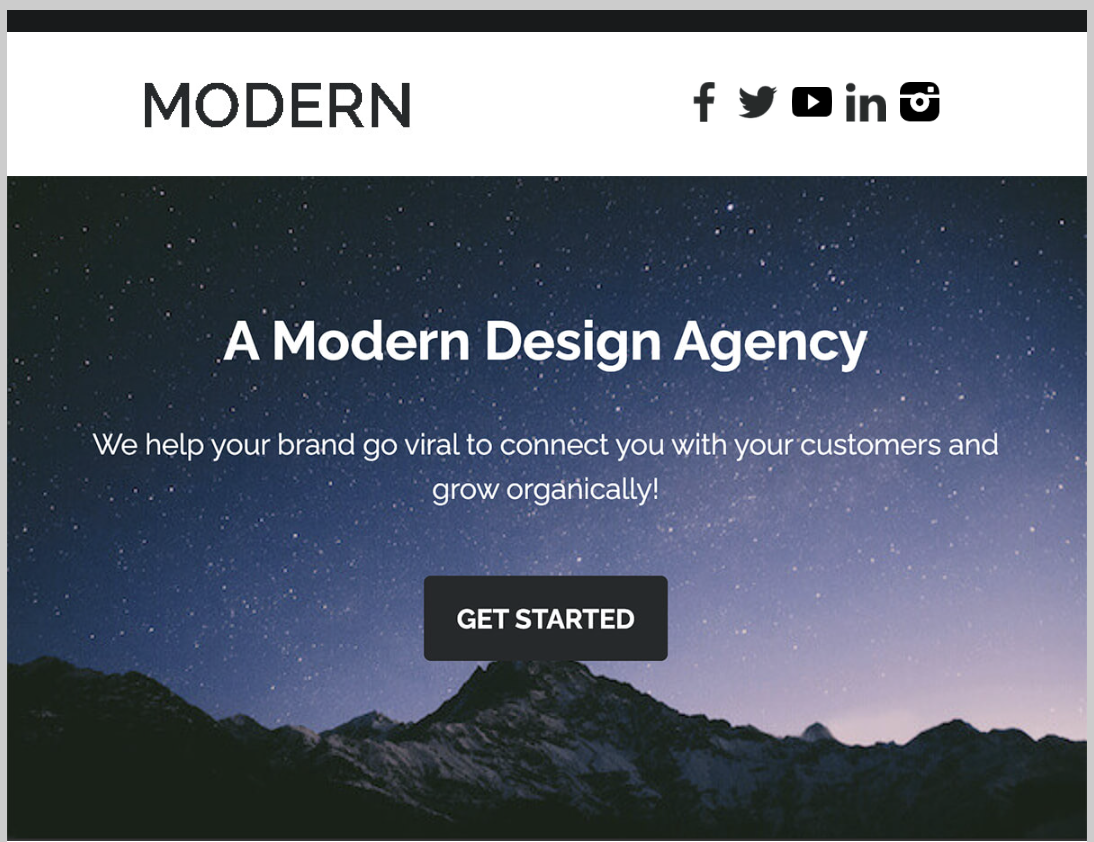 MODERN
A Modern Design Agency
We help your brand go viral to connect you with your customers and
grow organically!
GET STARTED